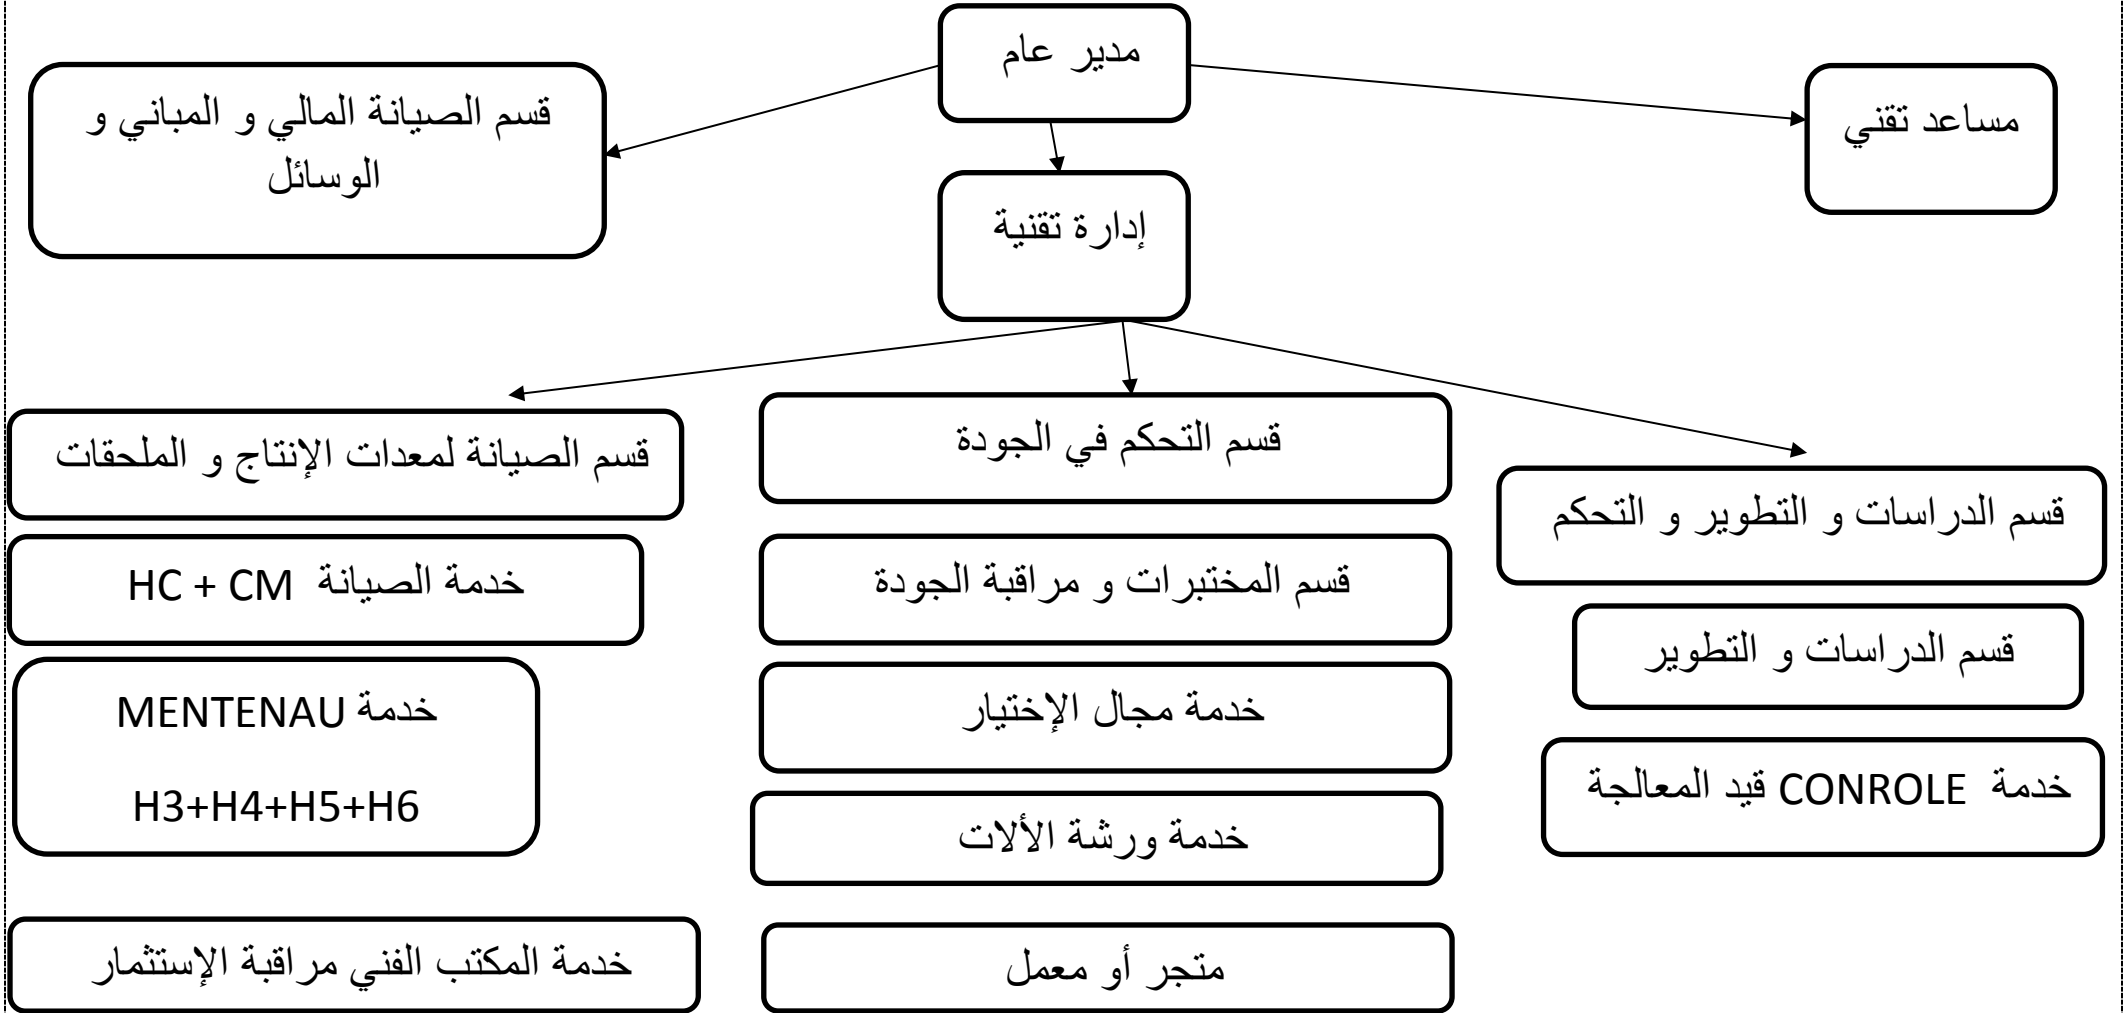 مدير عام
مساعد تقني
قسم الصيانة المالي و المباني و
الوسائل
إدارة تقنية
قسم الدراسات و التطوير و التحكم
قسم الدراسات و التطوير
خدمة CONROLE قيد المعالجة
قسم التحكم في الجودة
قسم المختبرات و مراقبة الجودة
خدمة مجال الإختيار
خدمة ورشة الألات
متجر أو معمل
قسم الصيانة لمعدات الإنتاج و الملحقات
خدمة الصيانة HC + CM
خدمة MENTENAU
H3+H4+H5+H6
خدمة المكتب الفني مراقبة الإستثمار